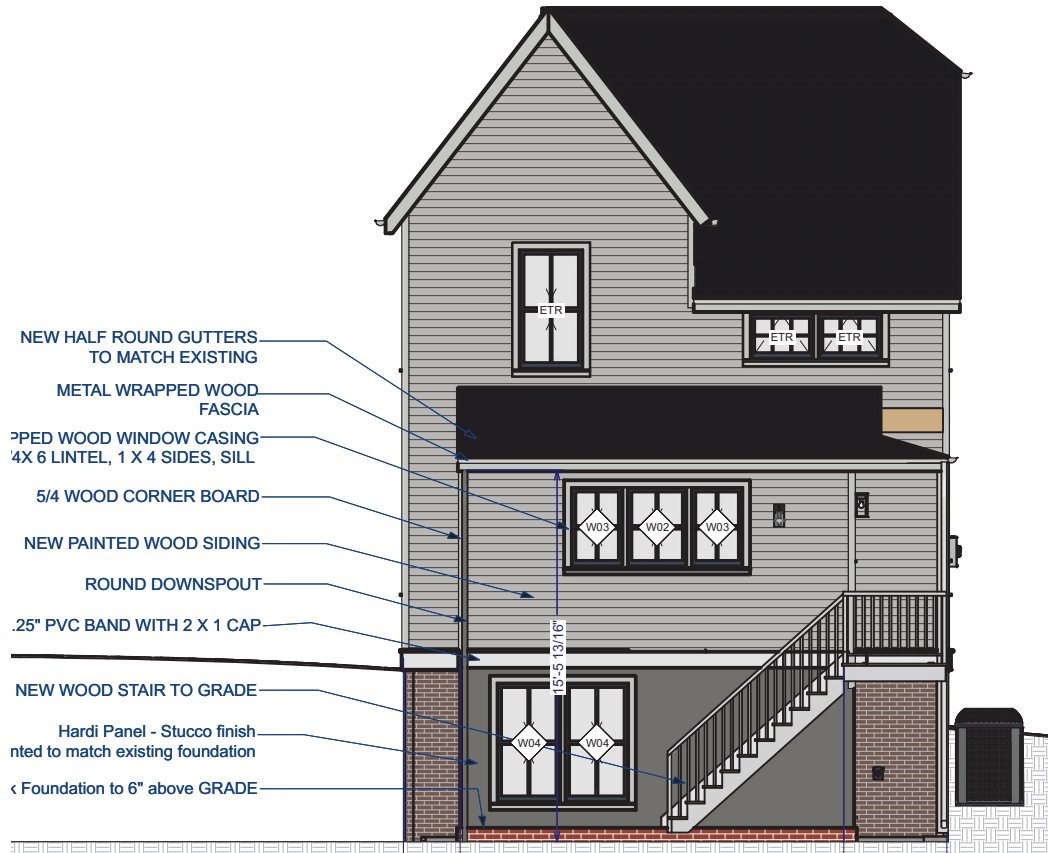 NEW HALF ROUND GUTTERS
TO MATCH EXISTING
METAL WRAPPED WOOD
FASCIA
PPED WOOD WINDOW CASING
4X 6 LINTEL, 1 X 4 SIDES, SILL
5/4 WOOD CORNER BOARD
NEW PAINTED WOOD SIDING
ROUND DOWNSPOUT
.25" PVC BAND WITH 2 X 1 CAP
NEW WOOD STAIR TO GRADE
Hardi Panel - Stucco finish
nted to match existing foundation
k Foundation to 6" above GRADE
ETR
ETR
ETR
W03
W02
W03
15'-5 13/16"
W04
W04